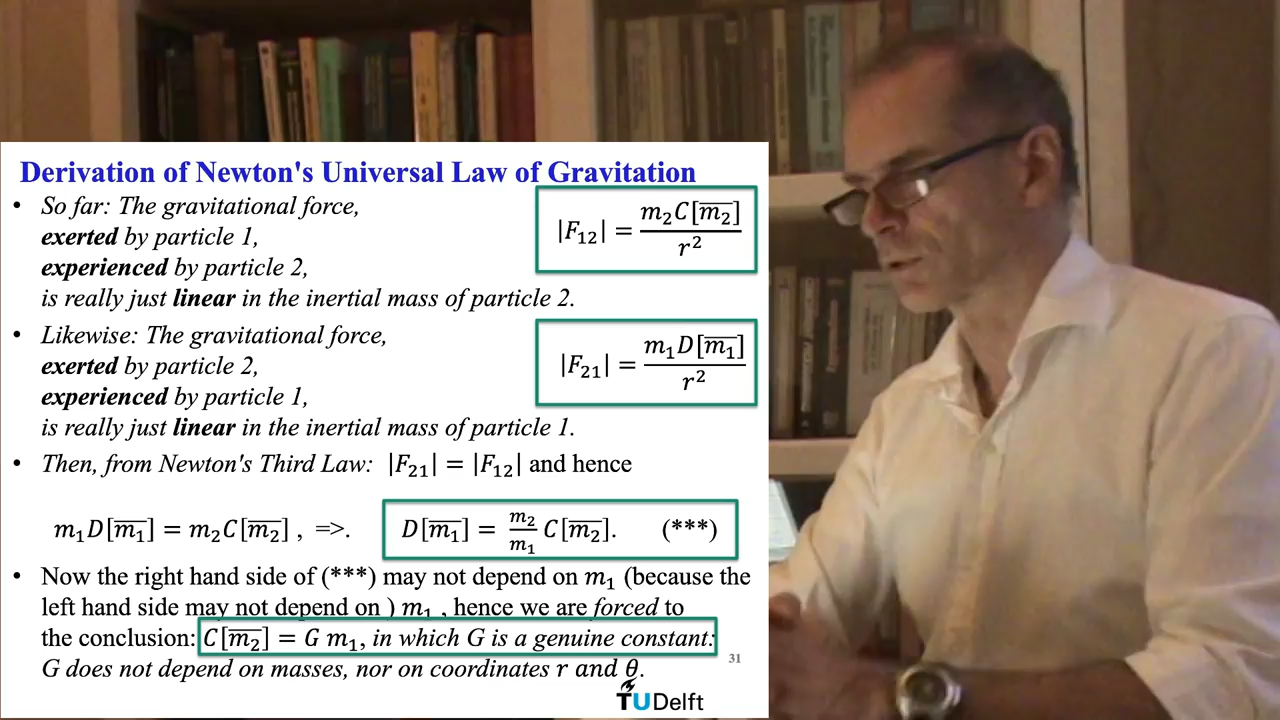 Derivation of Newton's Universal Law of Gravitation
• So far: The gravitational force,
exerted by particle 1,
experienced by particle 2,
is really just linear in the inertial mass of particle 2.
|F₁₂| = m₂C[m̅₂̅] / r²
• Likewise: The gravitational force,
exerted by particle 2,
experienced by particle 1,
is really just linear in the inertial mass of particle 1.
|F₂₁| = m₁D[m̅₁̅] / r²
• Then, from Newton's Third Law: |F₂₁| = |F₁₂| and hence
m₁D[m̅₁̅] = m₂C[m̅₂̅] , =>. D[m̅₁̅] = m₂/m₁ C[m̅₂̅]. (***)
• Now the right hand side of (***) may not depend on m₁ (because the
left hand side may not depend on ) m₁ , hence we are forced to
the conclusion: C[m̅₂̅] = G m₁, in which G is a genuine constant:
G does not depend on masses, nor on coordinates r and θ.
31
TUDelft